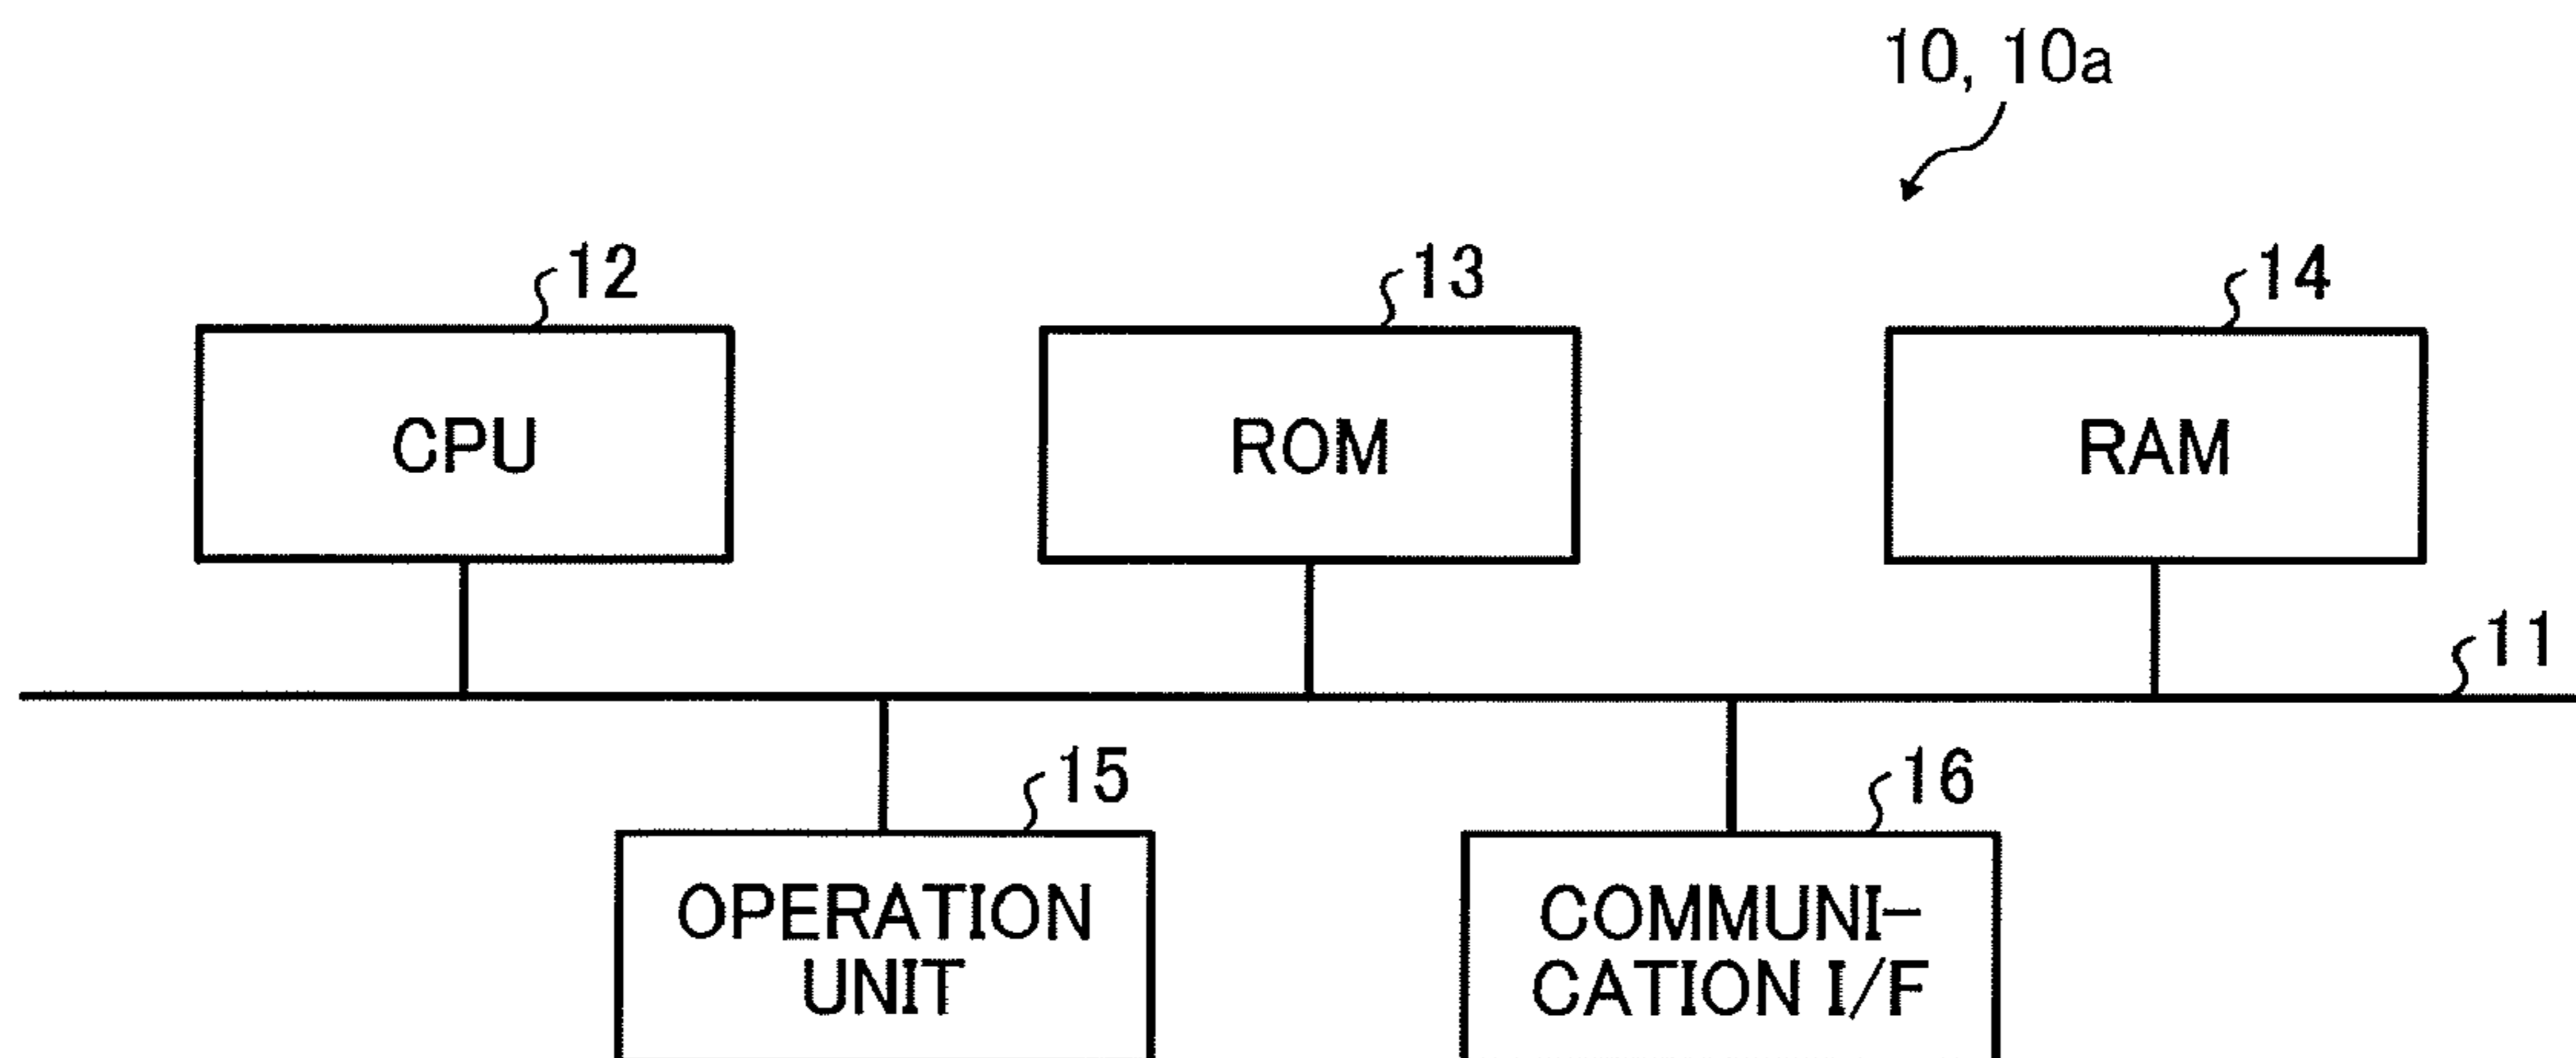 10, 10a
12
13
14
CPU
ROM
RAM
11
15
16
OPERATION
UNIT
COMMUNI-
CATION I/F